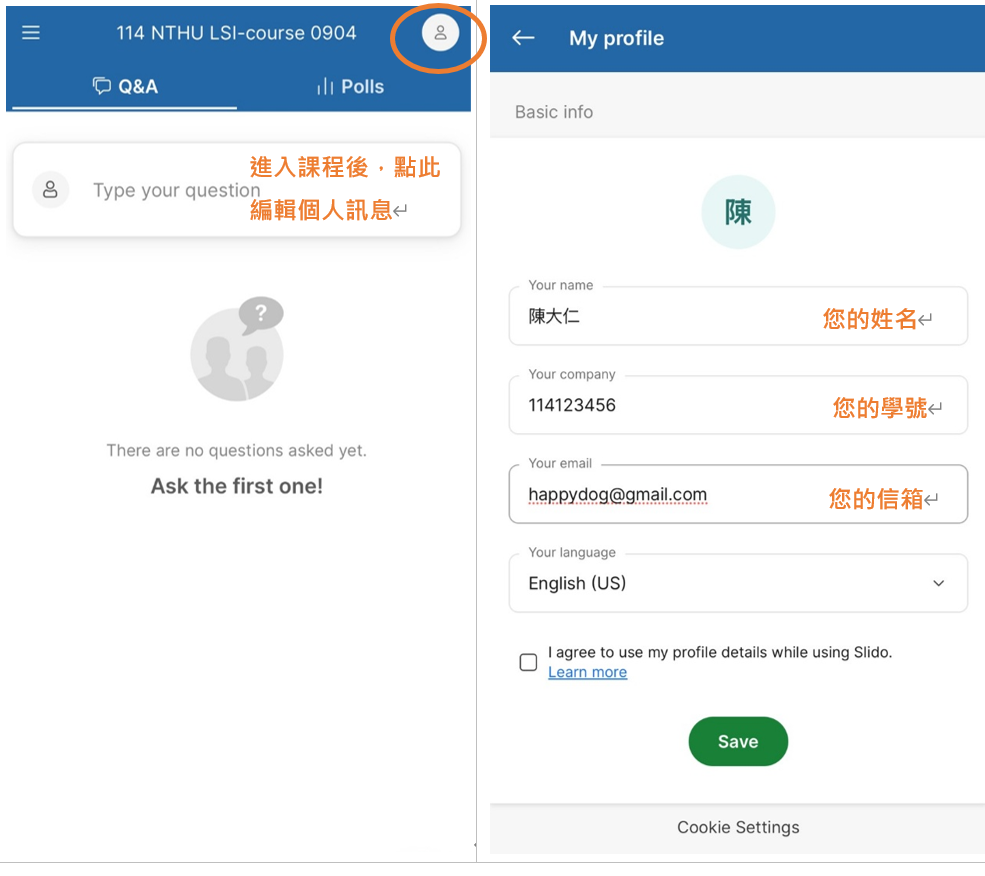 114 NTHU LSI-course 0904
Q&A
Polls
進入課程後，點此
Type your question
編輯個人訊息↵
?
There are no questions asked yet.
Ask the first one!
My profile
Basic info
陳
Your name
陳大仁
您的姓名↵
Your company
114123456
您的學號↵
Your email
happydog@gmail.com
您的信箱↵
Your language
English (US)
I agree to use my profile details while using Slido.
Learn more
Save
Cookie Settings